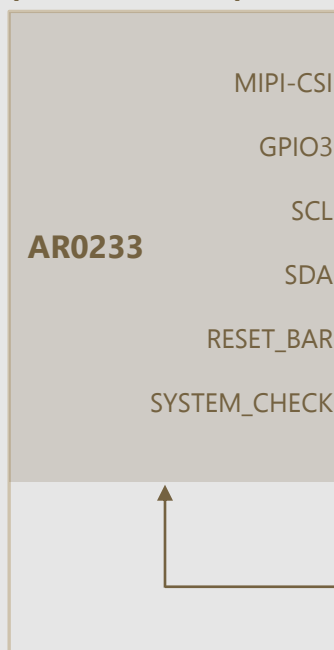 MIPI-CSI
GPIO3
SCL
AR0233
SDA
RESET_BAR
SYSTEM_CHECK